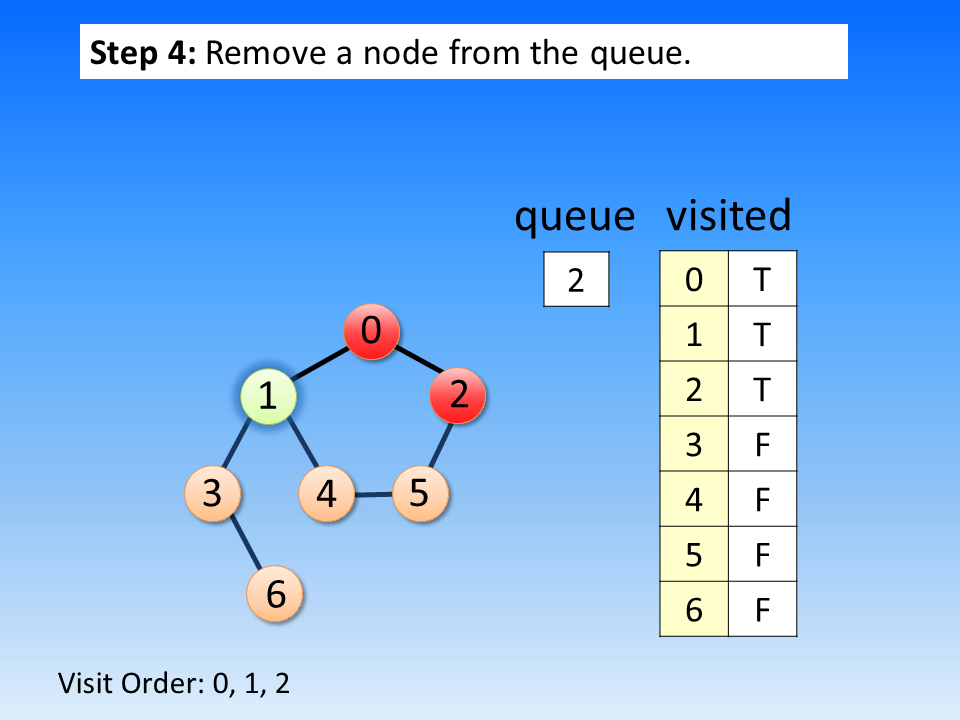 Step 4: Remove a node from the queue.
queue visited
2
0 T
1 T
2 T
3 F
4 F
5 F
6 F
0
1 2
3 4 5
6
Visit Order: 0, 1, 2